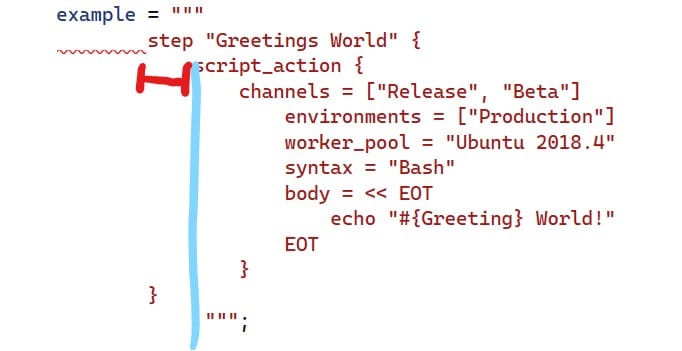 example = """
        step "Greetings World" {
            script_action {
                channels = ["Release", "Beta"]
                    environments = ["Production"]
                    worker_pool = "Ubuntu 2018.4"
                    syntax = "Bash"
                    body = << EOT
                        echo "#{Greeting} World!"
                    EOT
                }
        }
             """;